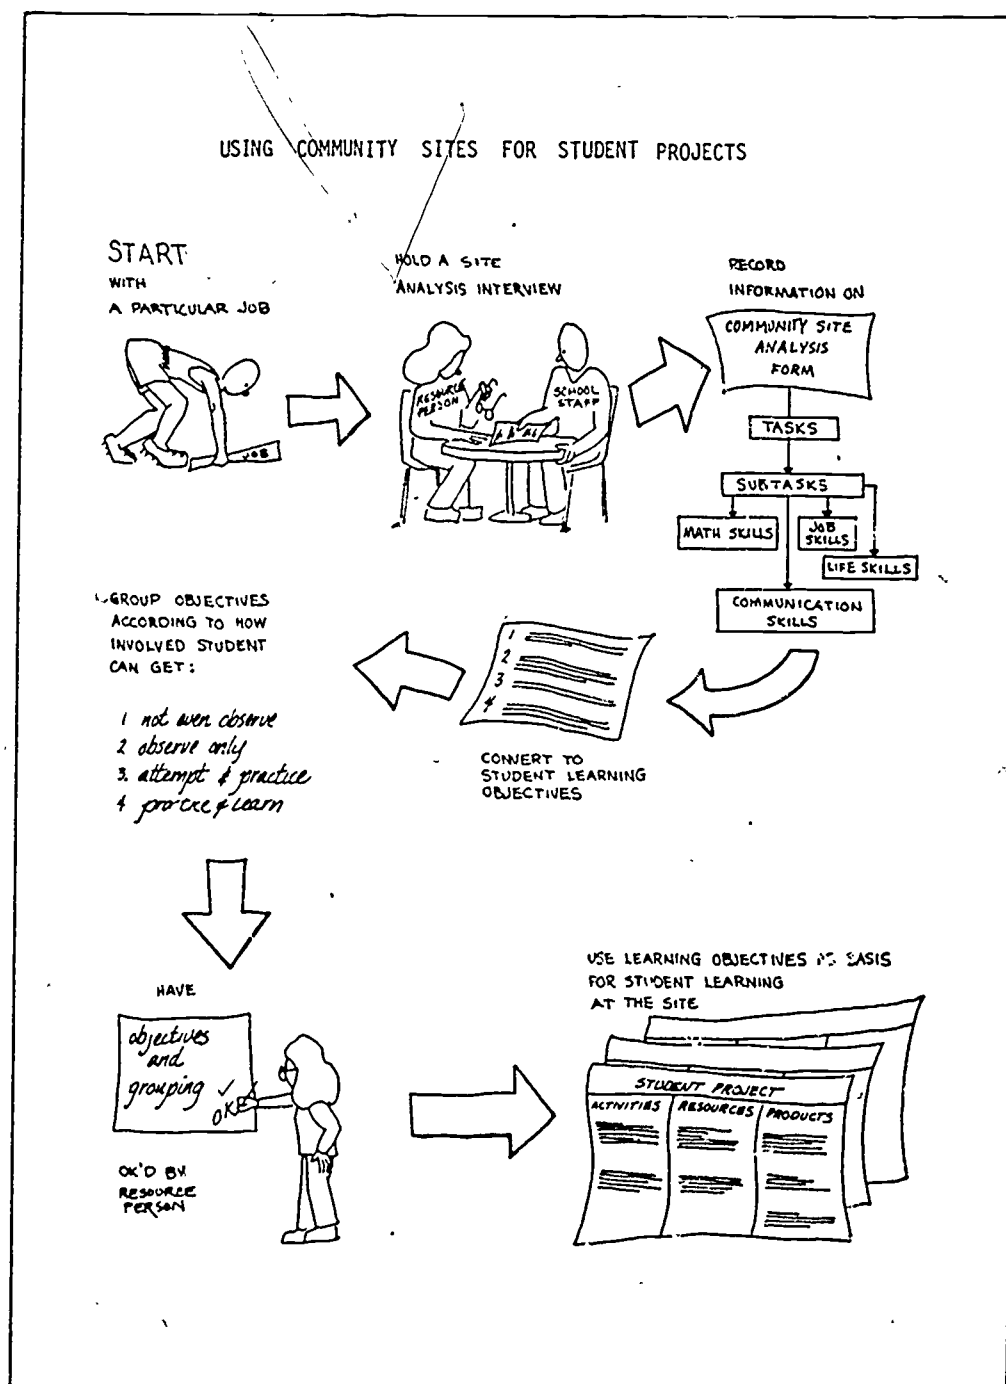 USING COMMUNITY SITES FOR STUDENT PROJECTS
START
WITH
A PARTICULAR JOB
JOB
HOLD A SITE
ANALYSIS INTERVIEW
RESOURCE
PERSON
SCHOOL
STAFF
RECORD
INFORMATION ON
COMMUNITY SITE
ANALYSIS
FORM
TASKS
SUBTASKS
MATH SKILLS
JOB
SKILLS
LIFE SKILLS
COMMUNICATION
SKILLS
1
2
3
4
CONVERT TO
STUDENT LEARNING
OBJECTIVES
GROUP OBJECTIVES
ACCORDING TO HOW
INVOLVED STUDENT
CAN GET:
1 not even observe
2 observe only
3. attempt & practice
4 & learn
HAVE
objectives
and
grouping ✓
OK
OK'D BY
RESOURCE
PERSON
USE LEARNING OBJECTIVES AS BASIS
FOR STUDENT LEARNING
AT THE SITE
STUDENT PROJECT
ACTIVITIES RESOURCES PRODUCTS